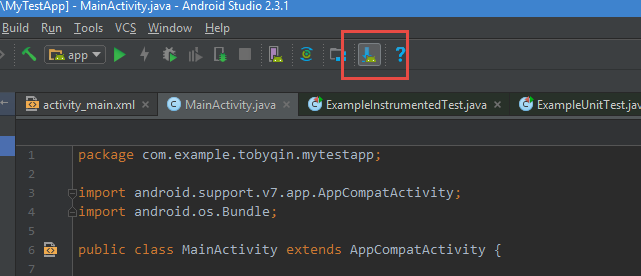 \MyTestApp] - MainActivity.java - Android Studio 2.3.1
Build Run Tools VCS Window Help
app
?
activity_main.xml MainActivity.java ExampleInstrumentedTest.java ExampleUnitTest.jav
1 package com.example.tobyqin.mytestapp;
2
3 import android.support.v7.app.AppCompatActivity;
4 import android.os.Bundle;
5
6 public class MainActivity extends AppCompatActivity {
7